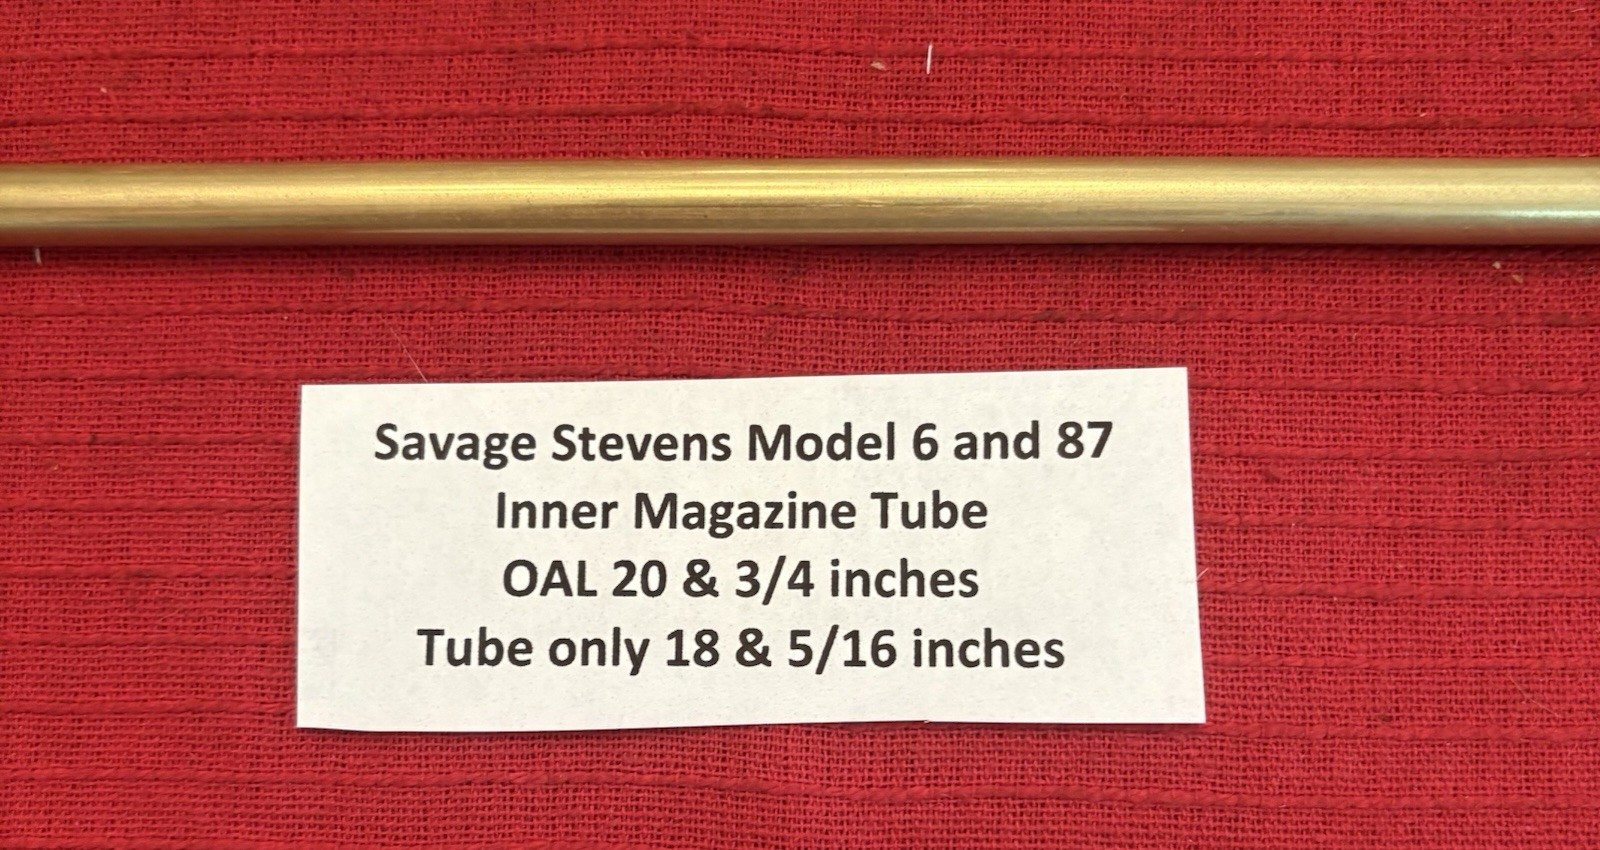 Savage Stevens Model 6 and 87
Inner Magazine Tube
OAL 20 & 3/4 inches
Tube only 18 & 5/16 inches